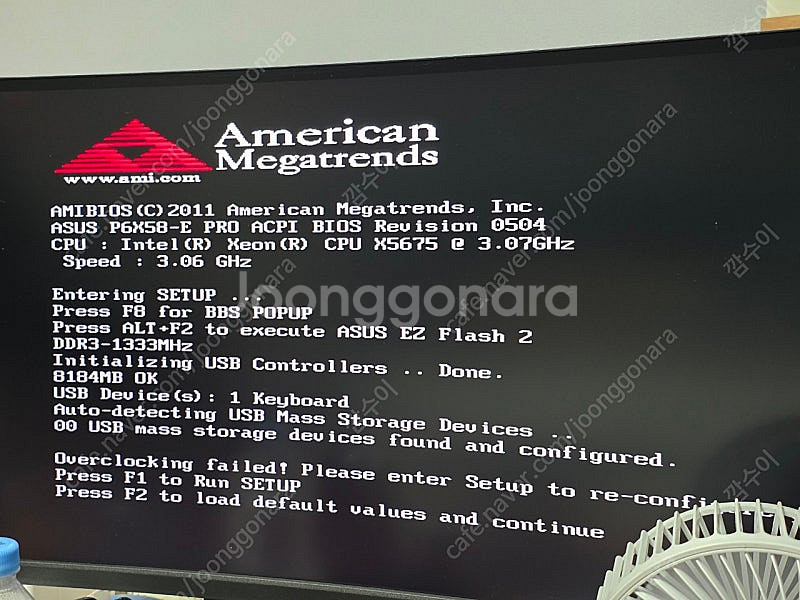 American
Megatrends
www.ami.com
AMIBIOS(C)2011 American Megatrends, Inc.
ASUS P6X58-E PRO ACPI BIOS Revision 0504
CPU : Intel(R) Xeon(R) CPU X5675 @ 3.07GHz
Speed : 3.06 GHz
Entering SETUP ...
Press F8 for BBS POPUP
Press ALT+F2 to execute ASUS EZ Flash 2
DDR3-1333MHz
Initializing USB Controllers .. Done.
8184MB OK
USB Device(s): 1 Keyboard
Auto-detecting USB Mass Storage Devices ..
00 USB mass storage devices found and configured.
Overclocking failed! Please enter Setup to re-confi
Press F1 to Run SETUP
Press F2 to load default values and continue
Joonggonara
cafe.naver.com/joonggonara
깜수이